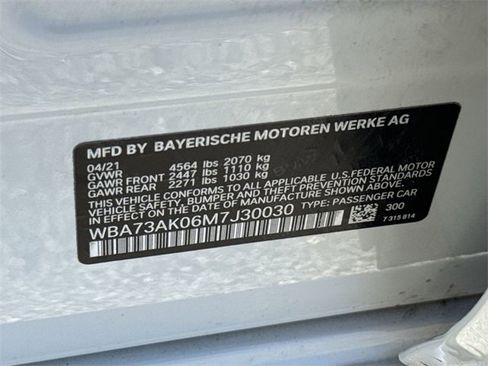 MFD BY BAYERISCHE MOTOREN WERKE AG
04/21
GVWR 4564 lbs 2070 kg
GAWR FRONT 2447 lbs 1110 kg
GAWR REAR 2271 lbs 1030 kg
THIS VEHICLE CONFORMS TO ALL APPLICABLE U.S. FEDERAL MOTOR
VEHICLE SAFETY, BUMPER AND THEFT PREVENTION STANDARDS
IN EFFECT ON THE DATE OF MANUFACTURE SHOWN ABOVE.
WBA73AK06M7J30030 TYPE: PASSENGER CAR
300
7 315 814